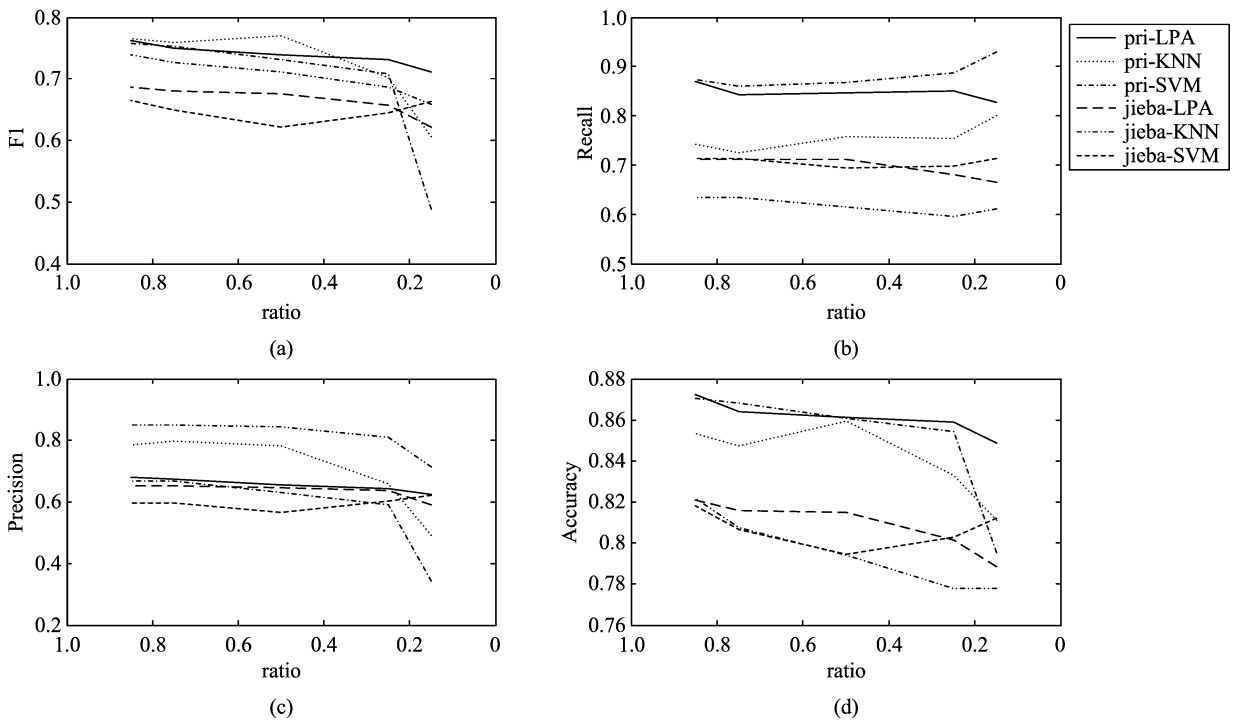 0.8
0.7
0.6
0.5
0.4
F1
1.0
0.8
0.6
0.4
0.2
0
ratio
(a)
1.0
0.9
0.8
0.7
0.6
0.5
Recall
1.0
0.8
0.6
0.4
0.2
0
ratio
(b)
pri-LPA
pri-KNN
pri-SVM
jieba-LPA
jieba-KNN
jieba-SVM
1.0
0.8
0.6
0.4
0.2
Precision
1.0
0.8
0.6
0.4
0.2
0
ratio
(c)
0.88
0.86
0.84
0.82
0.8
0.78
0.76
Accuracy
1.0
0.8
0.6
0.4
0.2
0
ratio
(d)